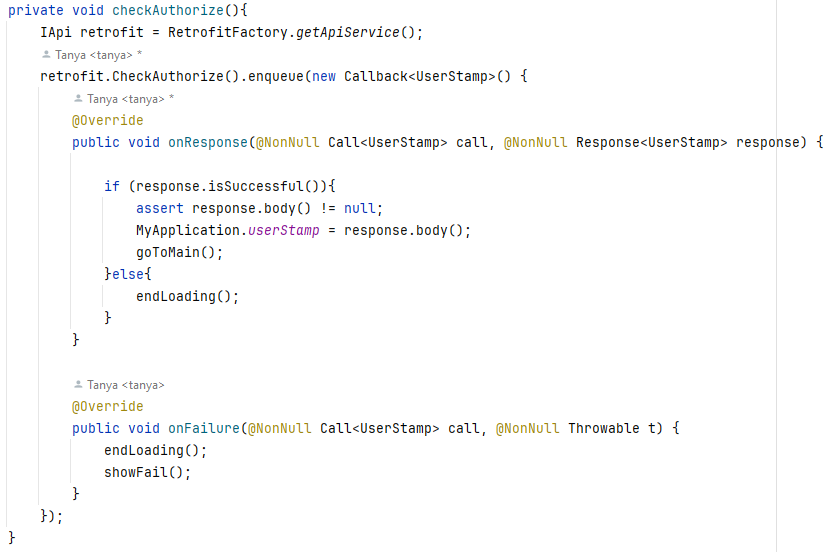 private void checkAuthorize(){
    IApi retrofit = RetrofitFactory.getApiService();
    Tanya <tanya> *
    retrofit.CheckAuthorize().enqueue(new Callback<UserStamp>() {
        Tanya <tanya> *
        @Override
        public void onResponse(@NonNull Call<UserStamp> call, @NonNull Response<UserStamp> response) {
            if (response.isSuccessful()){
                assert response.body() != null;
                MyApplication.userStamp = response.body();
                goToMain();
            }else{
                endLoading();
            }
        }
        Tanya <tanya>
        @Override
        public void onFailure(@NonNull Call<UserStamp> call, @NonNull Throwable t) {
            endLoading();
            showFail();
        }
    });
}